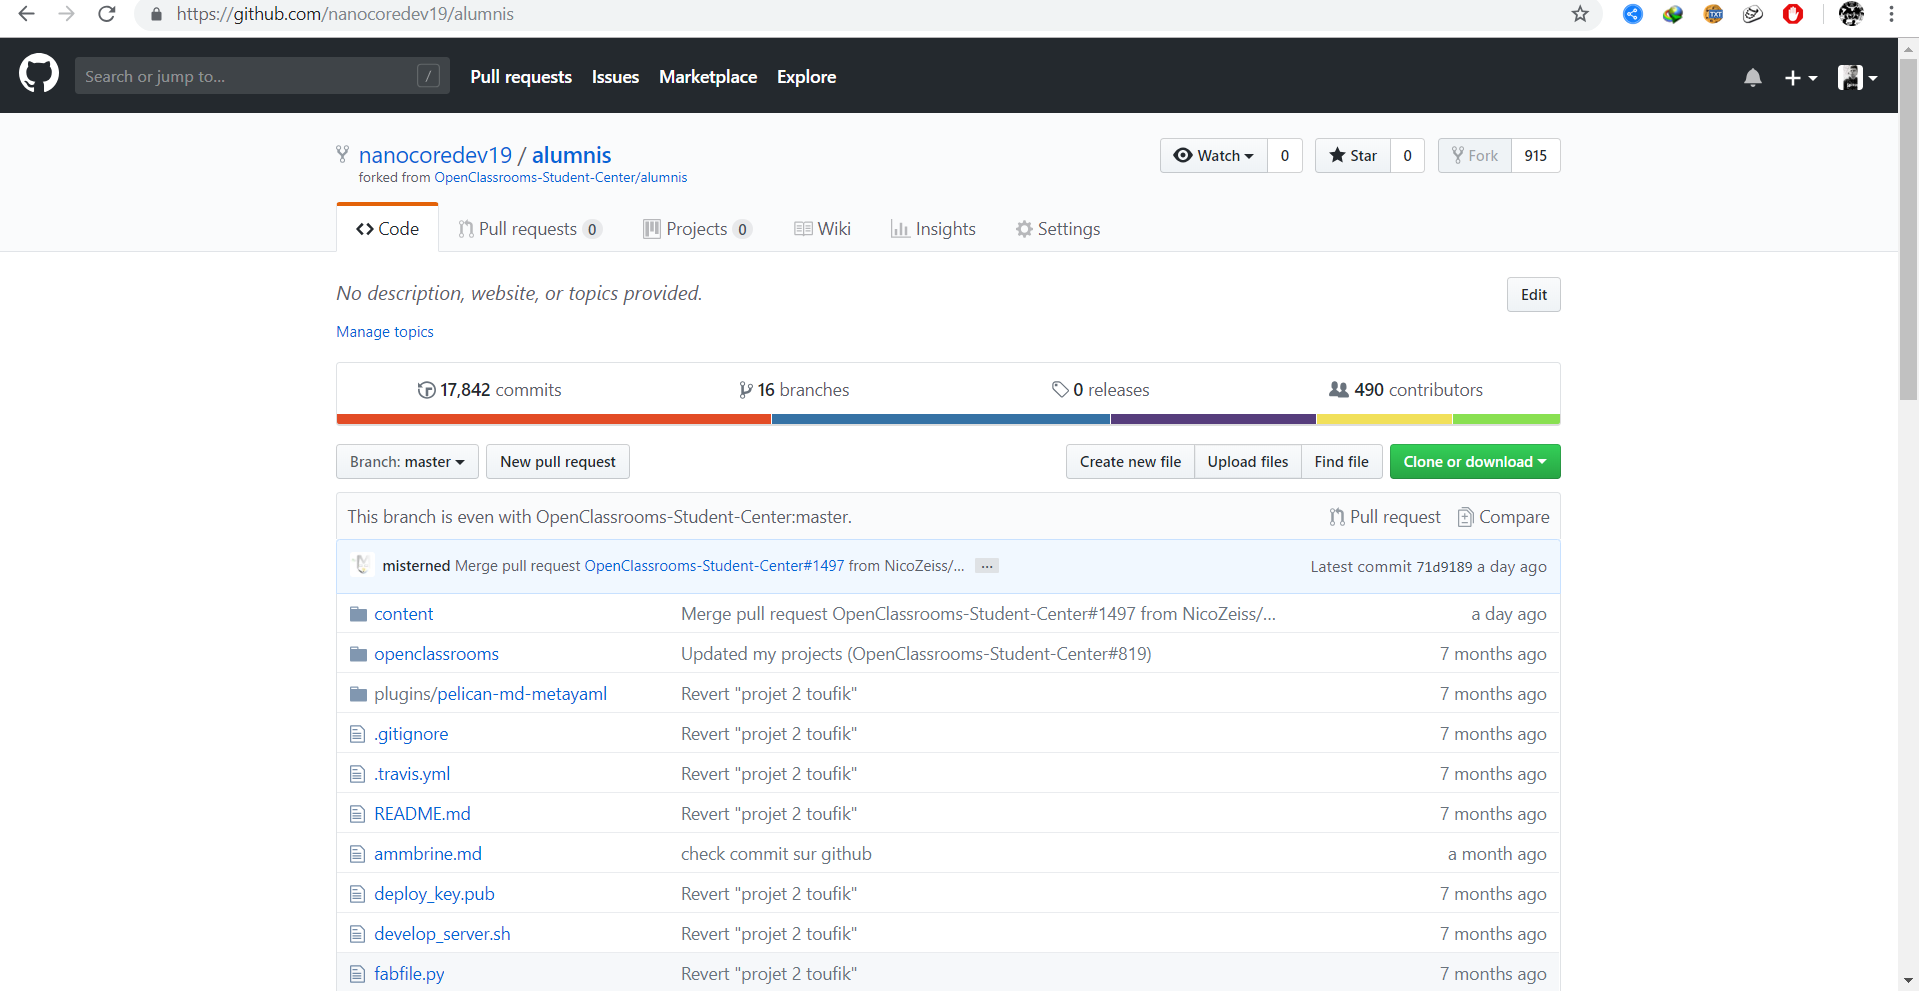 https://github.com/nanocoredev19/alumnis
TXT
Search or jump to... /
Pull requests Issues Marketplace Explore
nanocoredev19 / alumnis
Watch 0 Star 0 Fork 915
forked from OpenClassrooms-Student-Center/alumnis
Code Pull requests 0 Projects 0 Wiki Insights Settings
No description, website, or topics provided.
Edit
Manage topics
17,842 commits 16 branches 0 releases 490 contributors
Branch: master New pull request Create new file Upload files Find file Clone or download
This branch is even with OpenClassrooms-Student-Center:master. Pull request Compare
misterned Merge pull request OpenClassrooms-Student-Center#1497 from NicoZeiss/... ... Latest commit 71d9189 a day ago
content Merge pull request OpenClassrooms-Student-Center#1497 from NicoZeiss/... a day ago
openclassrooms Updated my projects (OpenClassrooms-Student-Center#819) 7 months ago
plugins/pelican-md-metayaml Revert "projet 2 toufik" 7 months ago
.gitignore Revert "projet 2 toufik" 7 months ago
.travis.yml Revert "projet 2 toufik" 7 months ago
README.md Revert "projet 2 toufik" 7 months ago
ammbrine.md check commit sur github a month ago
deploy_key.pub Revert "projet 2 toufik" 7 months ago
develop_server.sh Revert "projet 2 toufik" 7 months ago
fabfile.py Revert "projet 2 toufik" 7 months ago